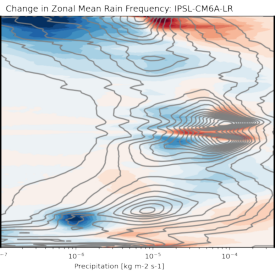 Change in Zonal Mean Rain Frequency: IPSL-CM6A-LR
10⁻⁶ 10⁻⁵ 10⁻⁴
Precipitation [kg m-2 s-1]